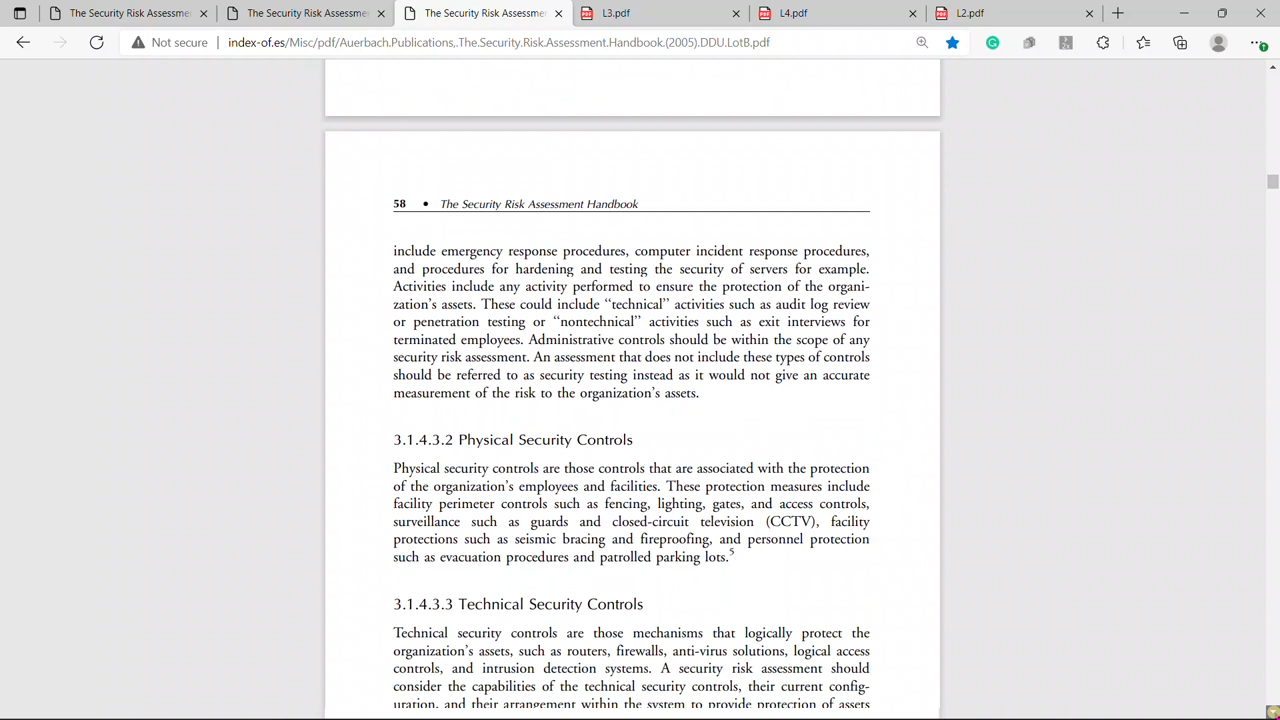 The Security Risk Assessme
The Security Risk Assessme
The Security Risk Assessme
L3.pdf
L4.pdf
L2.pdf
Not secure
index-of.es/Misc/pdf/Auerbach.Publications,.The.Security.Risk.Assessment.Handbook.(2005).DDU.LotB.pdf
58 • The Security Risk Assessment Handbook
include emergency response procedures, computer incident response procedures,
and procedures for hardening and testing the security of servers for example.
Activities include any activity performed to ensure the protection of the organi-
zation’s assets. These could include ‘‘technical’’ activities such as audit log review
or penetration testing or ‘‘nontechnical’’ activities such as exit interviews for
terminated employees. Administrative controls should be within the scope of any
security risk assessment. An assessment that does not include these types of controls
should be referred to as security testing instead as it would not give an accurate
measurement of the risk to the organization’s assets.
3.1.4.3.2 Physical Security Controls
Physical security controls are those controls that are associated with the protection
of the organization’s employees and facilities. These protection measures include
facility perimeter controls such as fencing, lighting, gates, and access controls,
surveillance such as guards and closed-circuit television (CCTV), facility
protections such as seismic bracing and fireproofing, and personnel protection
such as evacuation procedures and patrolled parking lots.5
3.1.4.3.3 Technical Security Controls
Technical security controls are those mechanisms that logically protect the
organization’s assets, such as routers, firewalls, anti-virus solutions, logical access
controls, and intrusion detection systems. A security risk assessment should
consider the capabilities of the technical security controls, their current config-
uration, and their arrangement within the system to provide protection of assets